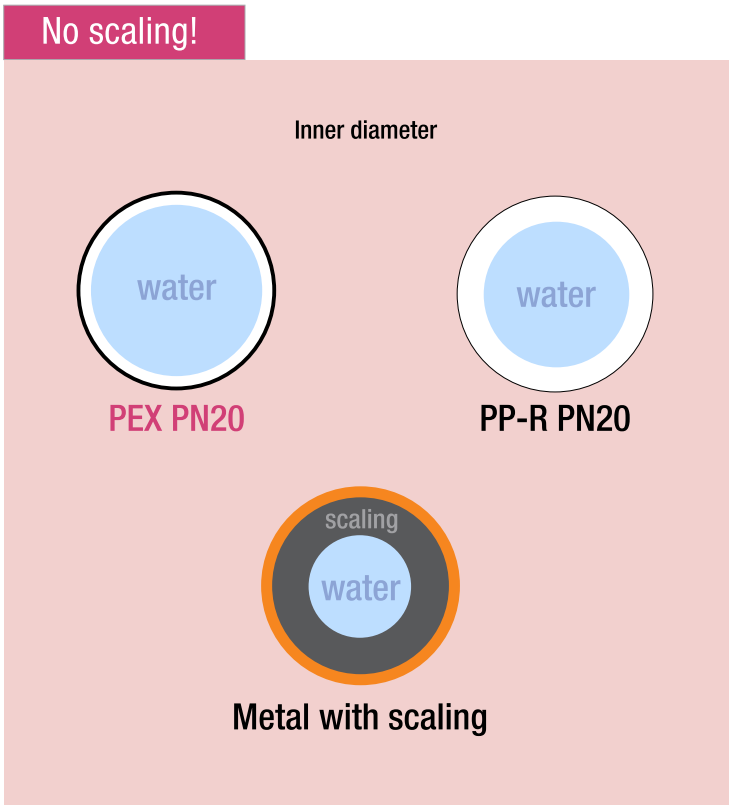 No scaling!
Inner diameter
water
water
PEX PN20
PP-R PN20
scaling
water
Metal with scaling